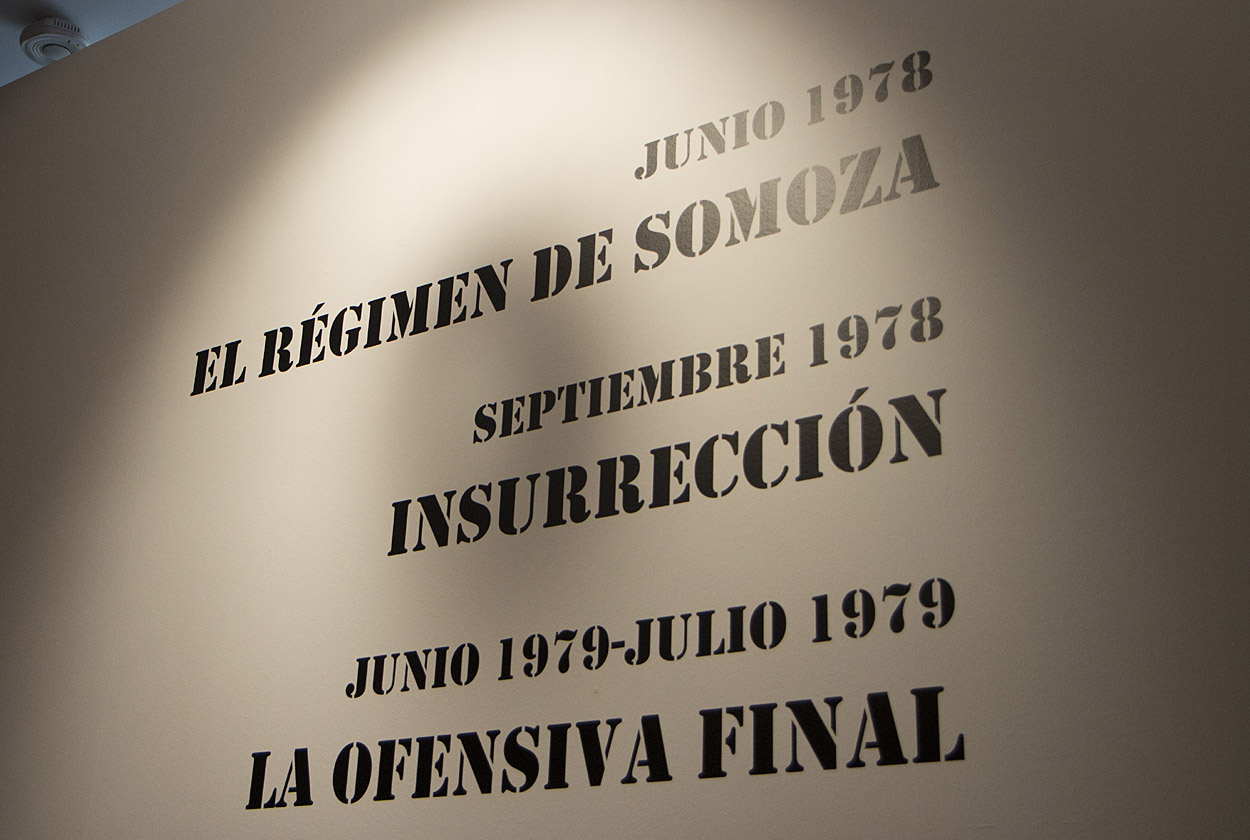 JUNIO 1978
EL RÉGIMEN DE SOMOZA
SEPTIEMBRE 1978
INSURRECCIÓN
JUNIO 1979-JULIO 1979
LA OFENSIVA FINAL